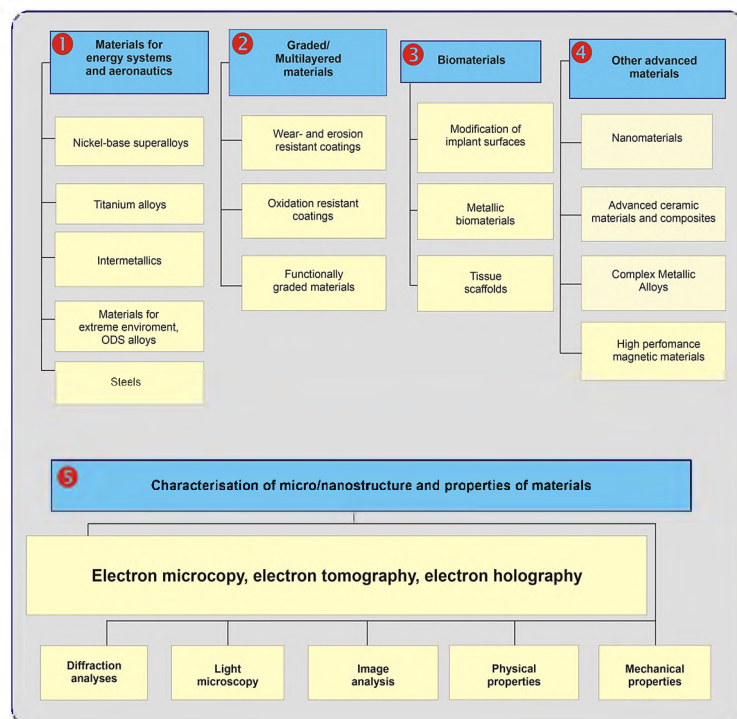 1
Materials for
energy systems
and aeronautics
Nickel-base superalloys
Titanium alloys
Intermetallics
Materials for
extreme enviroment,
ODS alloys
Steels
2
Graded/
Multilayered
materials
Wear- and erosion
resistant coatings
Oxidation resistant
coatings
Functionally
graded materials
3
Biomaterials
Modification of
implant surfaces
Metallic
biomaterials
Tissue
scaffolds
4
Other advanced
materials
Nanomaterials
Advanced ceramic
materials and composites
Complex Metallic
Alloys
High perfomance
magnetic materials
5
Characterisation of micro/nanostructure and properties of materials
Electron microcopy, electron tomography, electron holography
Diffraction
analyses
Light
microscopy
Image
analysis
Physical
properties
Mechanical
properties